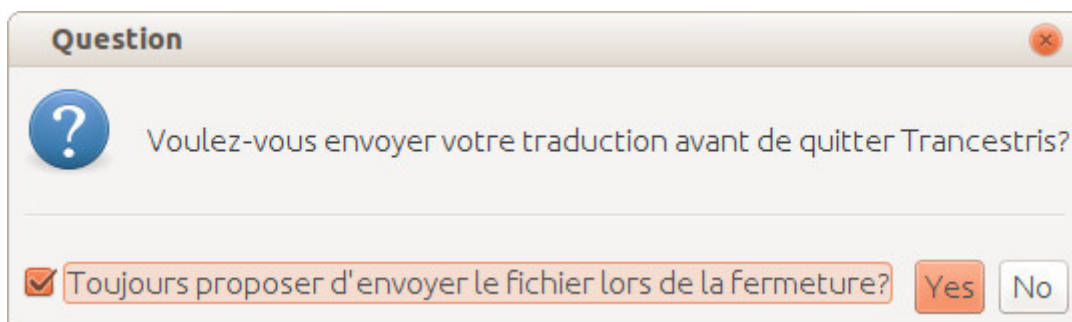 Question
Voulez-vous envoyer votre traduction avant de quitter Trancestris?
Toujours proposer d'envoyer le fichier lors de la fermeture? Yes No